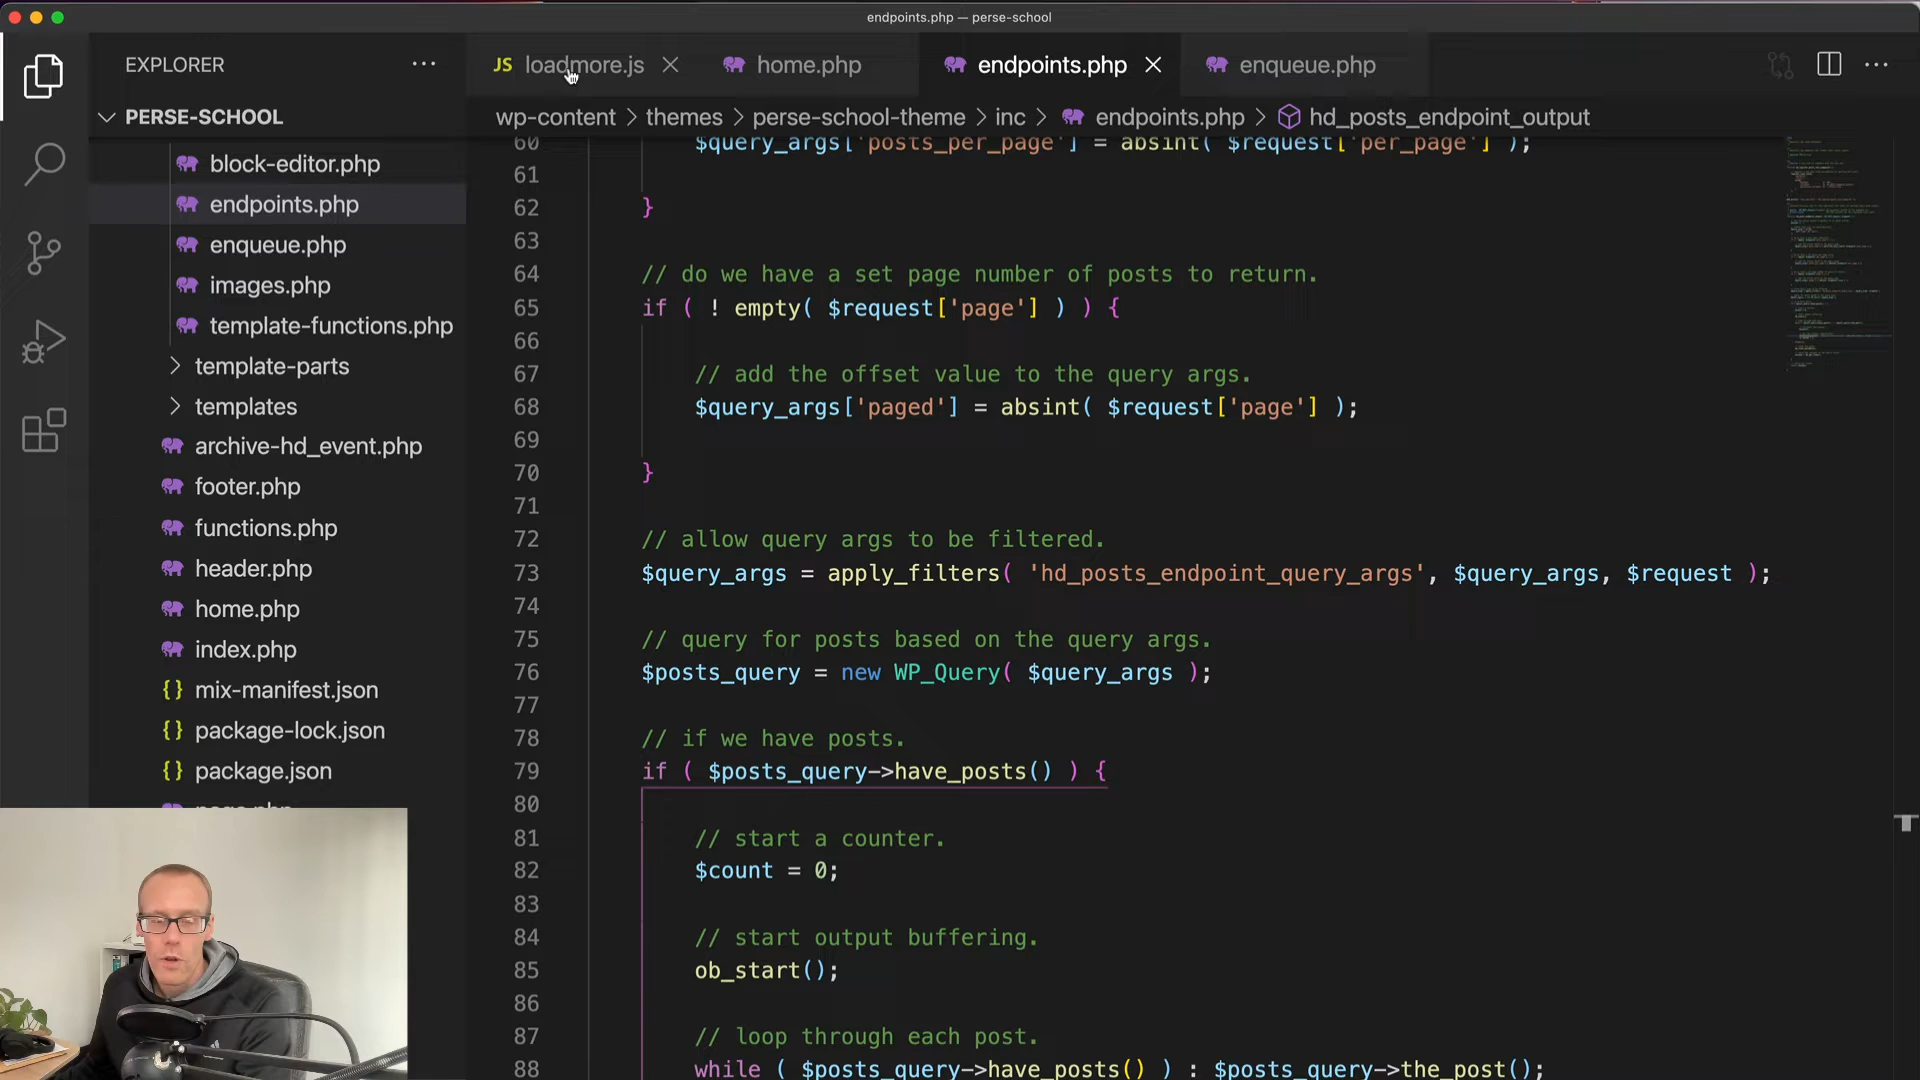 endpoints.php — perse-school
EXPLORER
PERSE-SCHOOL
block-editor.php
endpoints.php
enqueue.php
images.php
template-functions.php
template-parts
templates
archive-hd_event.php
footer.php
functions.php
header.php
home.php
index.php
{} mix-manifest.json
{} package-lock.json
{} package.json
JS loadmore.js
home.php
endpoints.php
enqueue.php
wp-content > themes > perse-school-theme > inc > endpoints.php > hd_posts_endpoint_output
60 $query_args['posts_per_page'] = absint( $request['per_page'] );
61
62 }
63
64 // do we have a set page number of posts to return.
65 if ( ! empty( $request['page'] ) ) {
66
67 // add the offset value to the query args.
68 $query_args['paged'] = absint( $request['page'] );
69
70 }
71
72 // allow query args to be filtered.
73 $query_args = apply_filters( 'hd_posts_endpoint_query_args', $query_args, $request );
74
75 // query for posts based on the query args.
76 $posts_query = new WP_Query( $query_args );
77
78 // if we have posts.
79 if ( $posts_query->have_posts() ) {
80
81 // start a counter.
82 $count = 0;
83
84 // start output buffering.
85 ob_start();
86
87 // loop through each post.
88 while ( $posts_query->have_posts() ) : $posts_query->the_post();